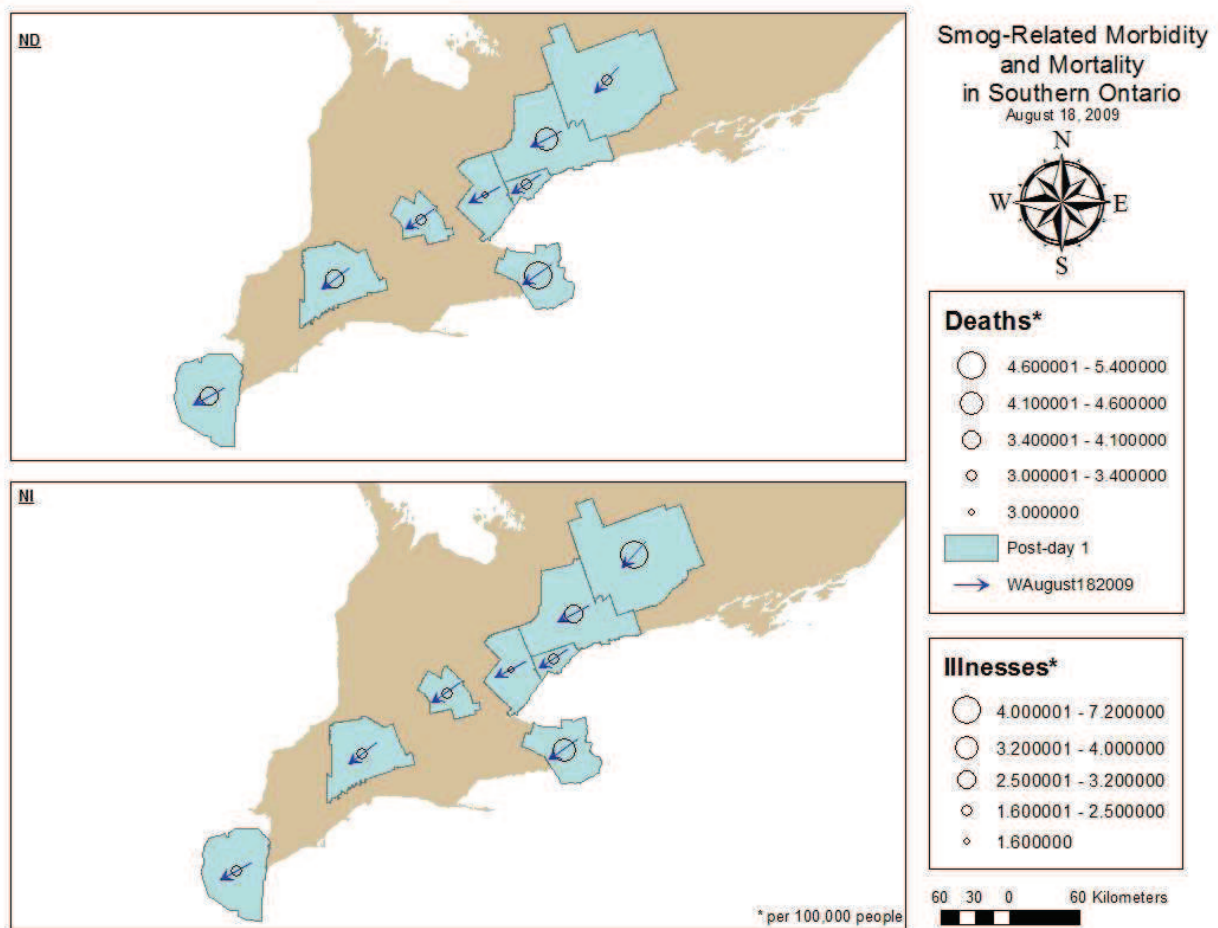 ND
Smog-Related Morbidity
and Mortality
in Southern Ontario
August 18, 2009
N
W
E
S
Deaths*
4.600001 - 5.400000
4.100001 - 4.600000
3.400001 - 4.100000
3.000001 - 3.400000
3.000000
Post-day 1
WAugust182009
NI
* per 100,000 people
Illnesses*
4.000001 - 7.200000
3.200001 - 4.000000
2.500001 - 3.200000
1.600001 - 2.500000
1.600000
60 30 0 60 Kilometers